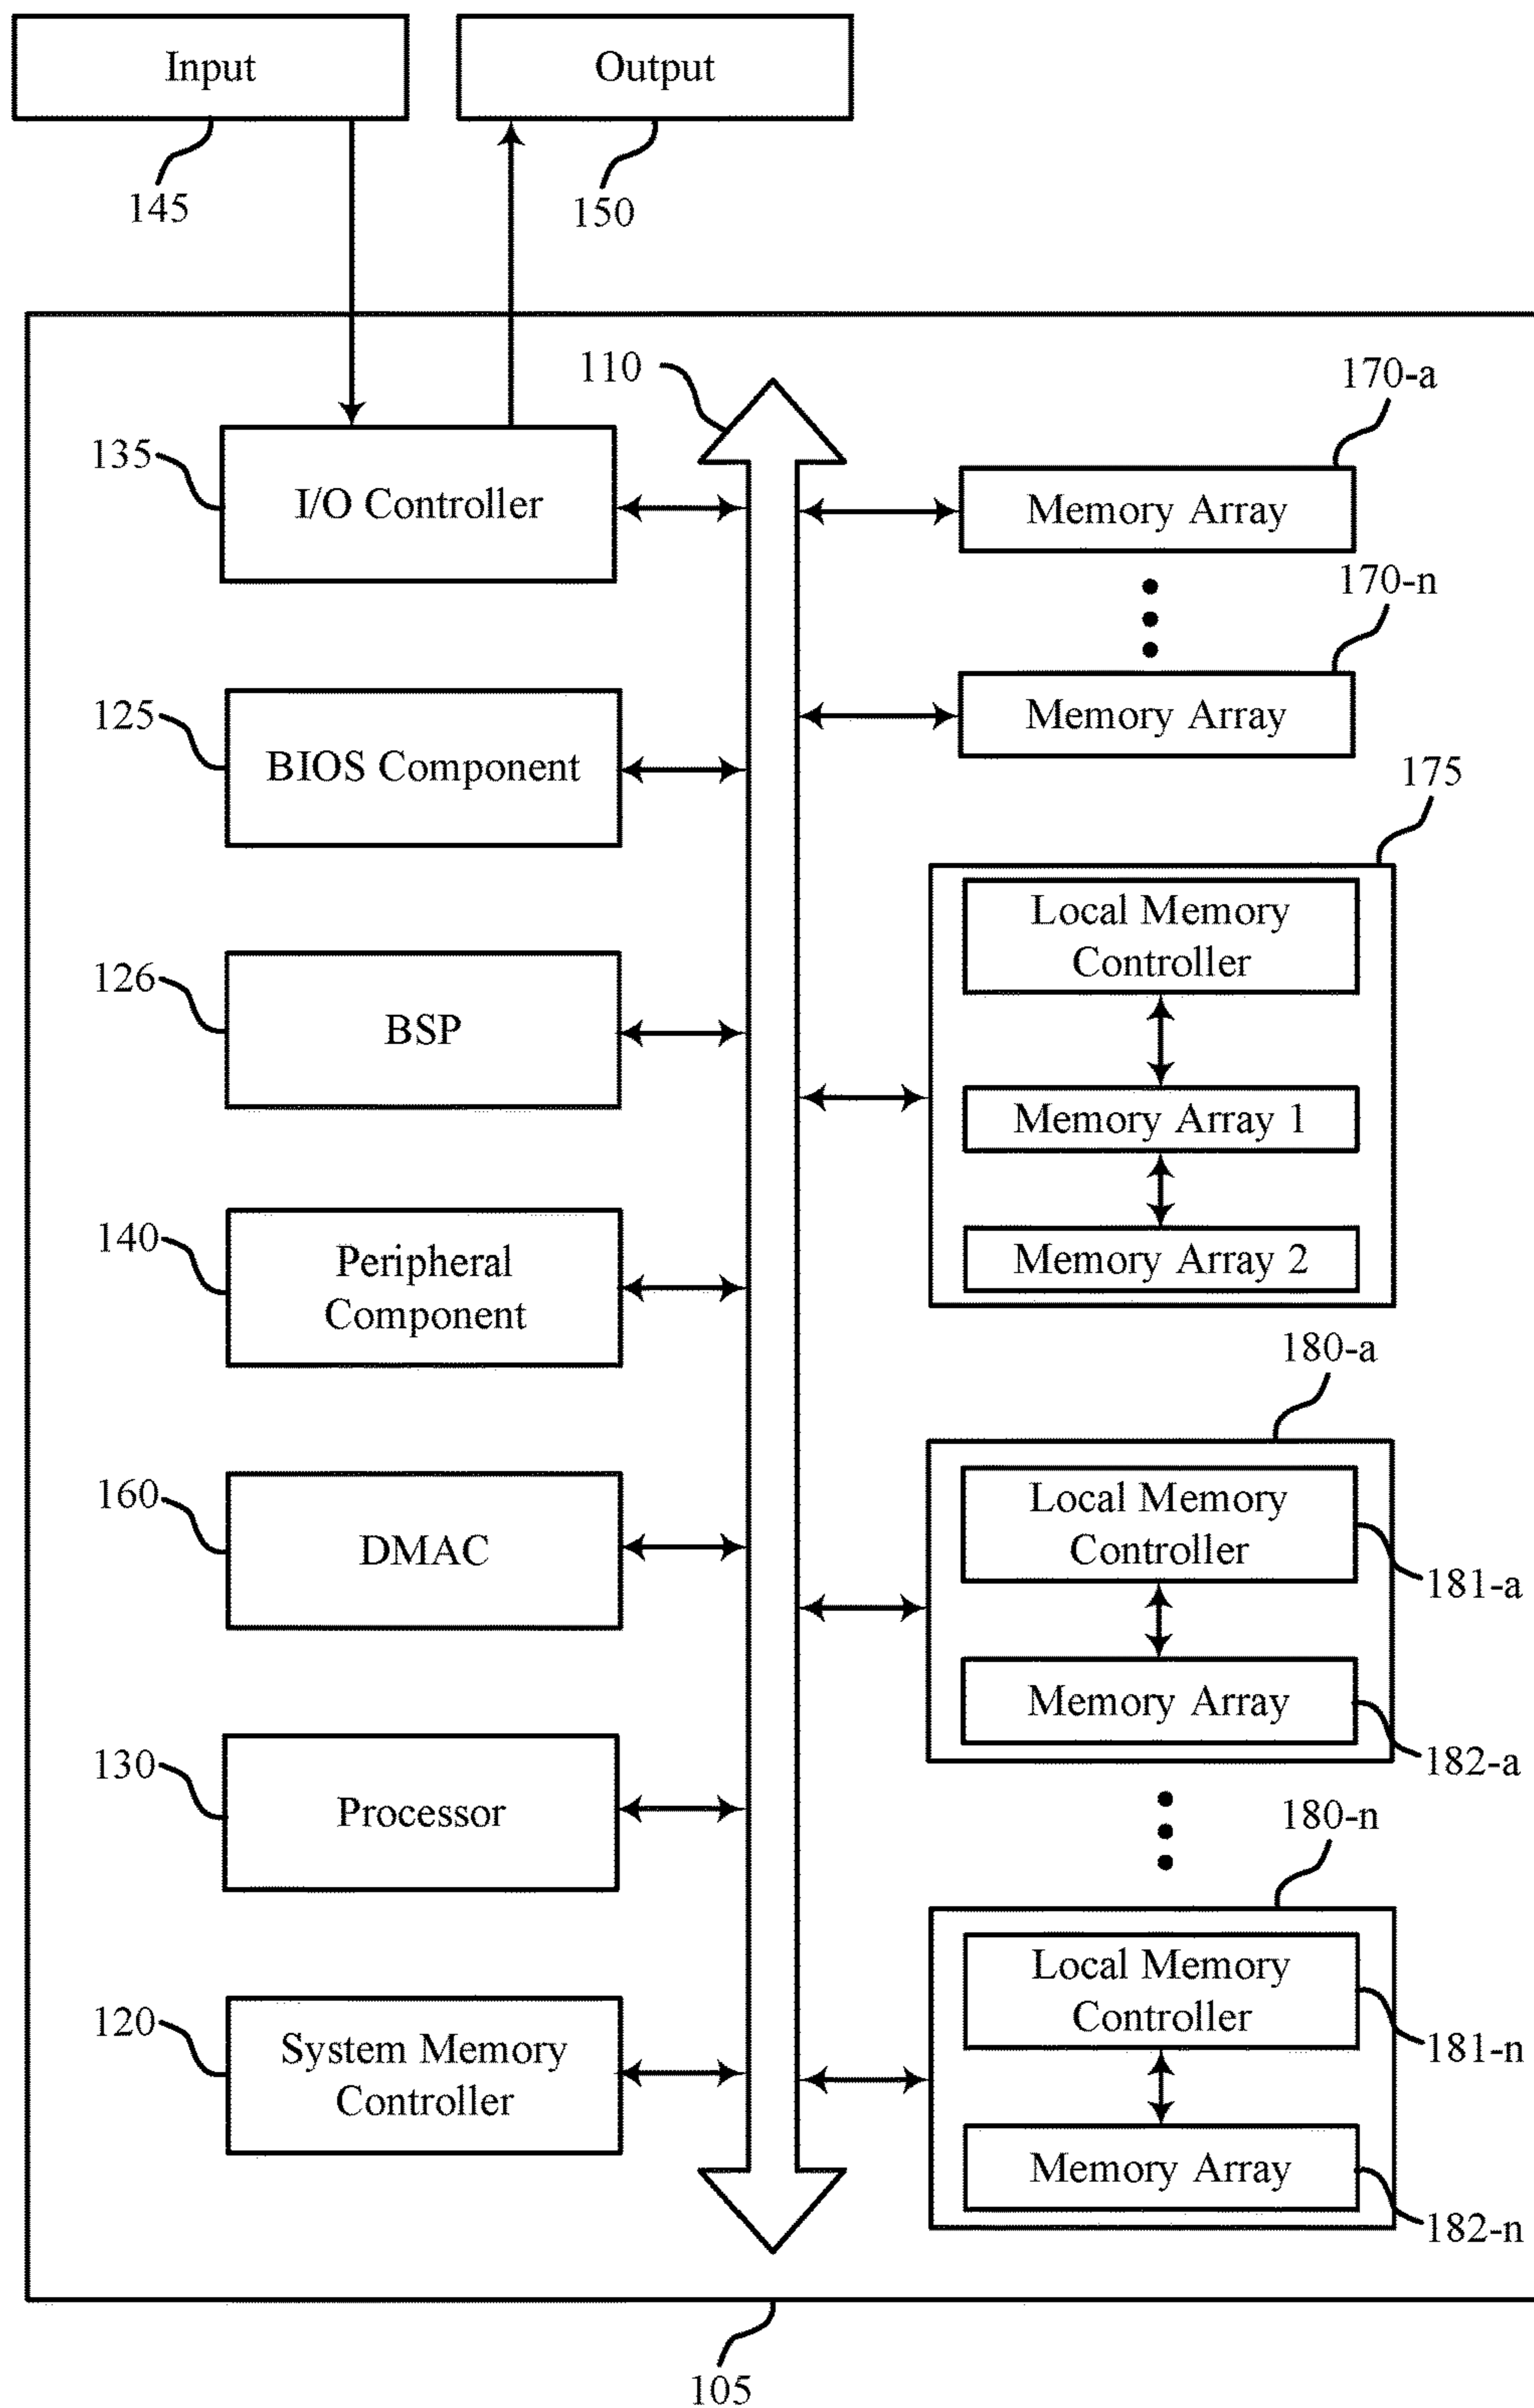 Input
Output
145
150
110
170-a
135
I/O Controller
Memory Array
170-n
125
BIOS Component
Memory Array
175
126
BSP
Local Memory
Controller
Memory Array 1
Memory Array 2
140
Peripheral
Component
180-a
160
DMAC
Local Memory
Controller
181-a
Memory Array
182-a
130
Processor
180-n
120
System Memory
Controller
Local Memory
Controller
181-n
Memory Array
182-n
105